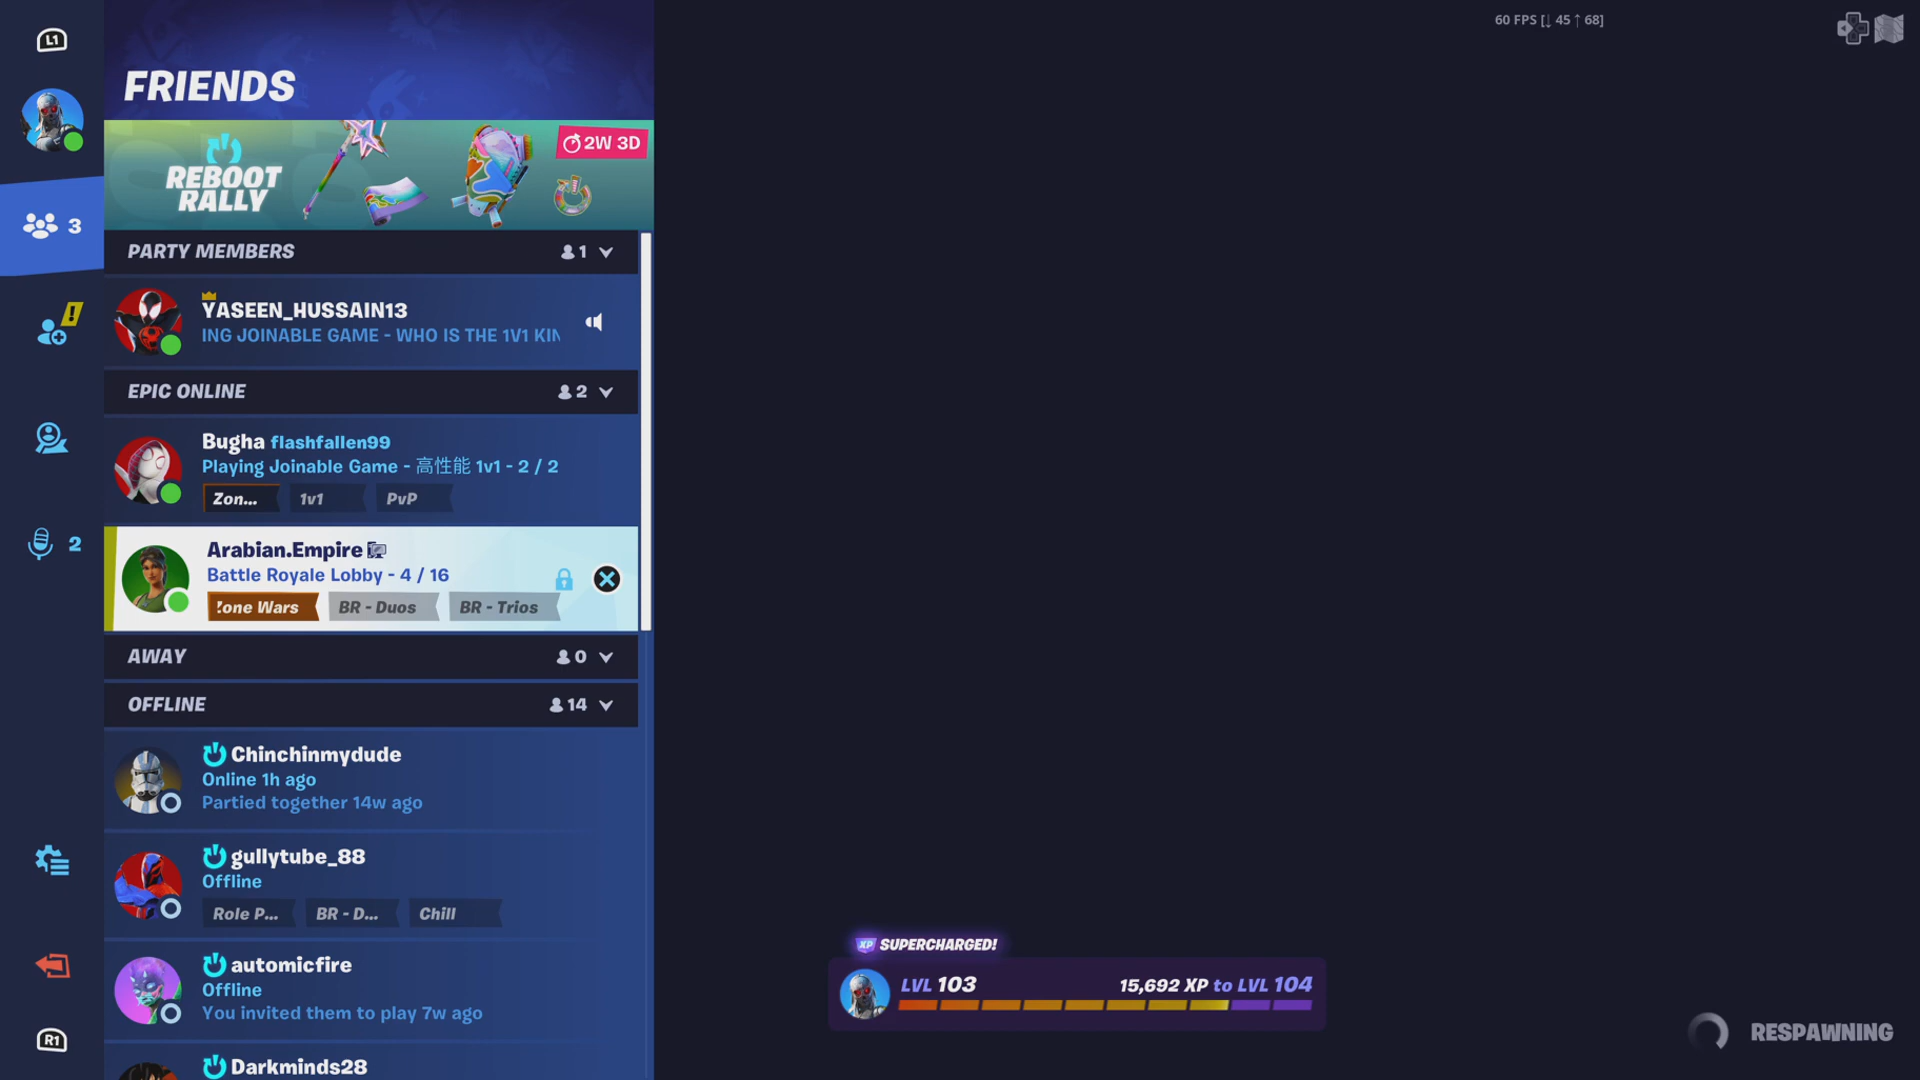 L1
60 FPS [↓ 45 ↑ 68]
FRIENDS
REBOOT
RALLY
2W 3D
3
PARTY MEMBERS
1
YASEEN_HUSSAIN13
ING JOINABLE GAME - WHO IS THE 1V1 KIN
EPIC ONLINE
2
Bugha flashfallen99
Playing Joinable Game - 高性能 1v1 - 2 / 2
Zon...
1v1
PvP
Arabian.Empire
Battle Royale Lobby - 4 / 16
Zone Wars
BR - Duos
BR - Trios
2
AWAY
0
OFFLINE
14
Chinchinmydude
Online 1h ago
Partied together 14w ago
gullytube_88
Offline
Role P...
BR - D...
Chill
automicfire
Offline
You invited them to play 7w ago
Darkminds28
R1
XP SUPERCHARGED!
LVL 103
15,692 XP to LVL 104
RESPAWNING